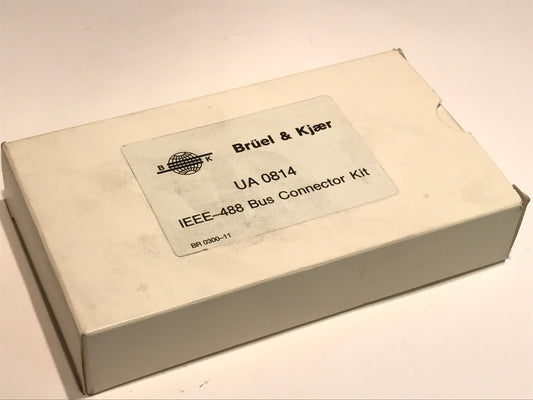 B K
Brüel & Kjær
UA 0814
IEEE–488 Bus Connector Kit
BR 0300–11